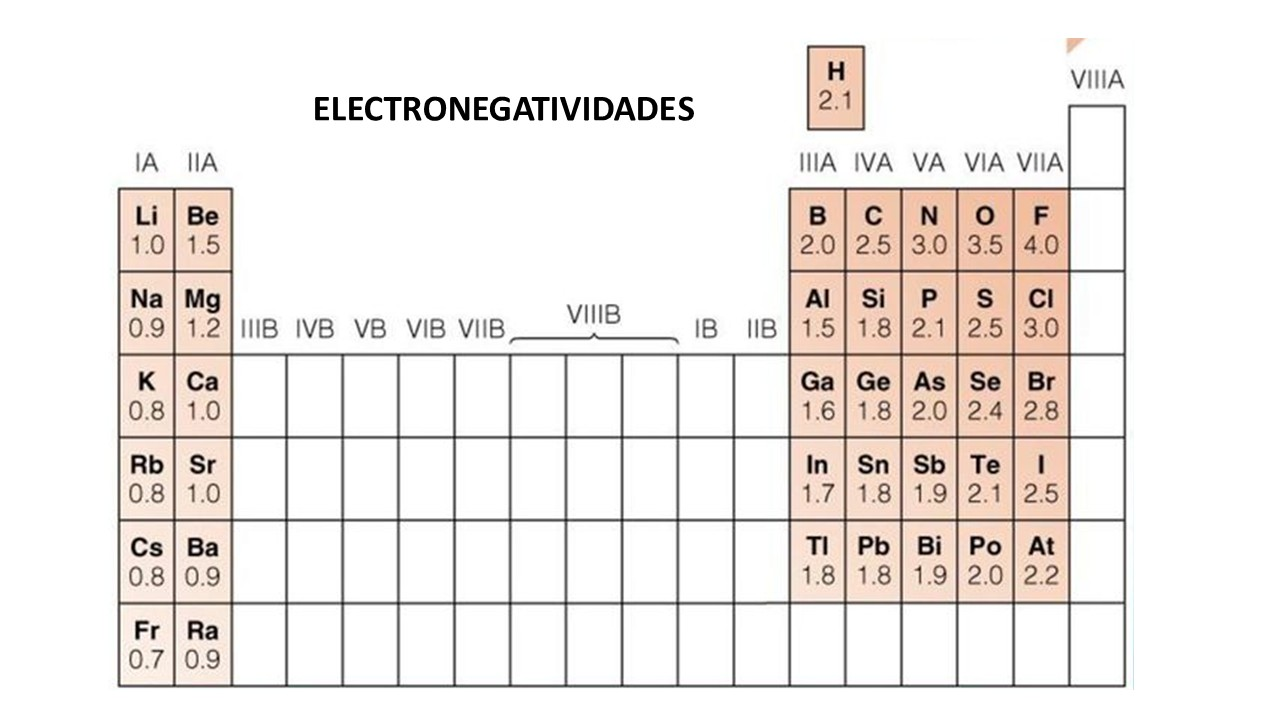 H
2.1
VIIIA
ELECTRONEGATIVIDADES
IA IIA IIIA IVA VA VIA VIIA
Li Be B C N O F
1.0 1.5 2.0 2.5 3.0 3.5 4.0
Na Mg Al Si P S Cl
0.9 1.2 IIIB IVB VB VIB VIIB VIIIB IB IIB 1.5 1.8 2.1 2.5 3.0
K Ca Ga Ge As Se Br
0.8 1.0 1.6 1.8 2.0 2.4 2.8
Rb Sr In Sn Sb Te I
0.8 1.0 1.7 1.8 1.9 2.1 2.5
Cs Ba Tl Pb Bi Po At
0.8 0.9 1.8 1.8 1.9 2.0 2.2
Fr Ra
0.7 0.9